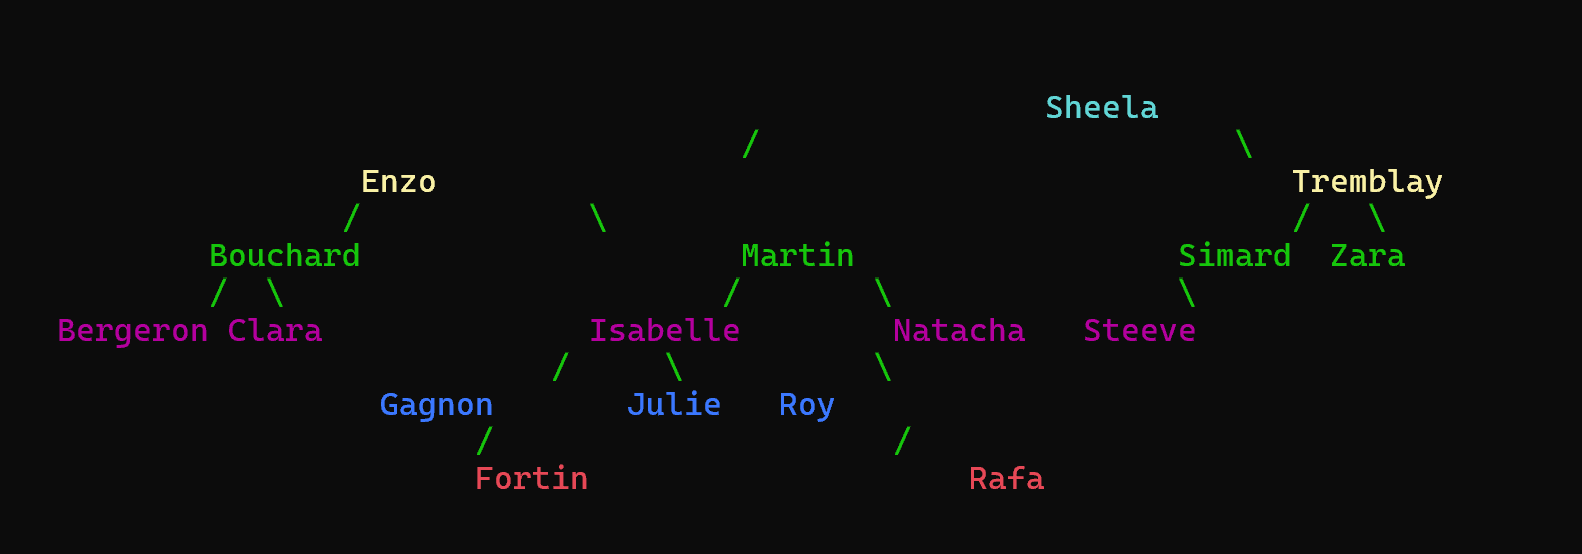 Sheela
/ \
Enzo Tremblay
/ \ / \
Bouchard Martin Simard Zara
/ \ / \ \
Bergeron Clara Isabelle Natacha Steeve
/ \ \
Gagnon Julie Roy
/ /
Fortin Rafa